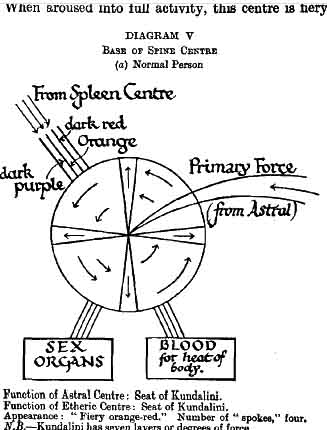 When aroused into full activity, this centre is fiery
DIAGRAM V
BASE OF SPINE CENTRE
(a) Normal Person
From Spleen Centre
dark red
Orange
dark
purple
Primary Force
(from Astral)
SEX
ORGANS
BLOOD
for heat of
body.
Function of Astral Centre: Seat of Kundalini.
Function of Etheric Centre: Seat of Kundalini.
Appearance: "Fiery orange-red." Number of "spokes," four.
N.B.—Kundalini has seven layers or degrees of force.